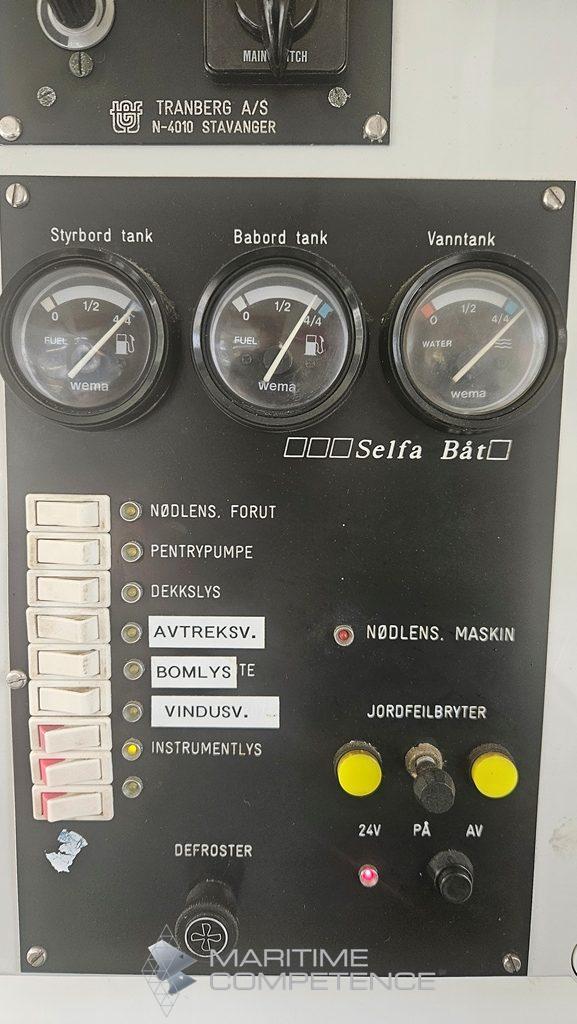 MAIN
TCH
TRANBERG A/S
N-4010 STAVANGER
Styrbord tank
Babord tank
Vanntank
0 1/2 4/4
FUEL
wema
0 1/2 4/4
FUEL
wema
0 1/2 4/4
WATER
wema
Selfa Båt
NØDLENS. FORUT
PENTRYPUMPE
DEKKSLYS
AVTREKSV.
NØDLENS. MASKIN
BOMLYS TE
VINDUSV.
JORDFEILBRYTER
INSTRUMENTLYS
24V PÅ AV
DEFROSTER
MARITIME
COMPETENCE